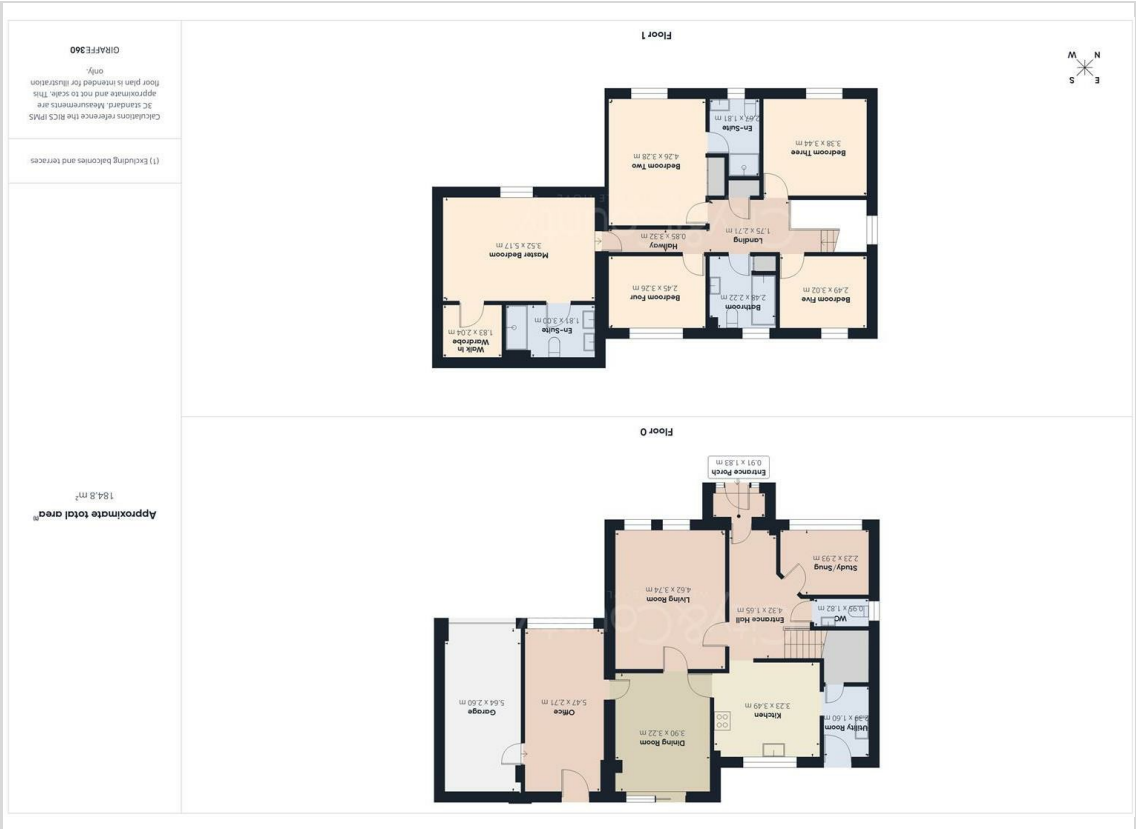 Approximate total area
(1)
184.8 m²
(1) Excluding balconies and terraces
Calculations reference the RICS IPMS
3C standard. Measurements are
approximate and not to scale. This
floor plan is intended for illustration
only.
GIRAFFE360
Floor 0
Utility Room
1.60 m
Kitchen
3.23 x 3.49 m
Dining Room
3.90 x 3.22 m
Office
5.47 x 2.71 m
Garage
5.64 x 2.60 m
WC
0.95 x 1.82 m
Entrance Hall
4.32 x 1.65 m
Living Room
4.62 x 3.74 m
Study/Snug
2.23 x 2.93 m
Entrance Porch
0.91 x 1.83 m
Floor 1
Bedroom Five
2.49 x 3.02 m
Bathroom
2.48 x 2.22 m
Bedroom Four
2.45 x 3.26 m
En-Suite
1.81 x 3.00 m
Walk In
Wardrobe
1.83 x 2.04 m
Landing
1.75 x 2.71 m
Hallway
0.85 x 3.32 m
Master Bedroom
3.52 x 5.17 m
Bedroom Three
3.38 x 3.44 m
En-Suite
2.67 x 1.81 m
Bedroom Two
4.26 x 3.28 m
E
S
N
W